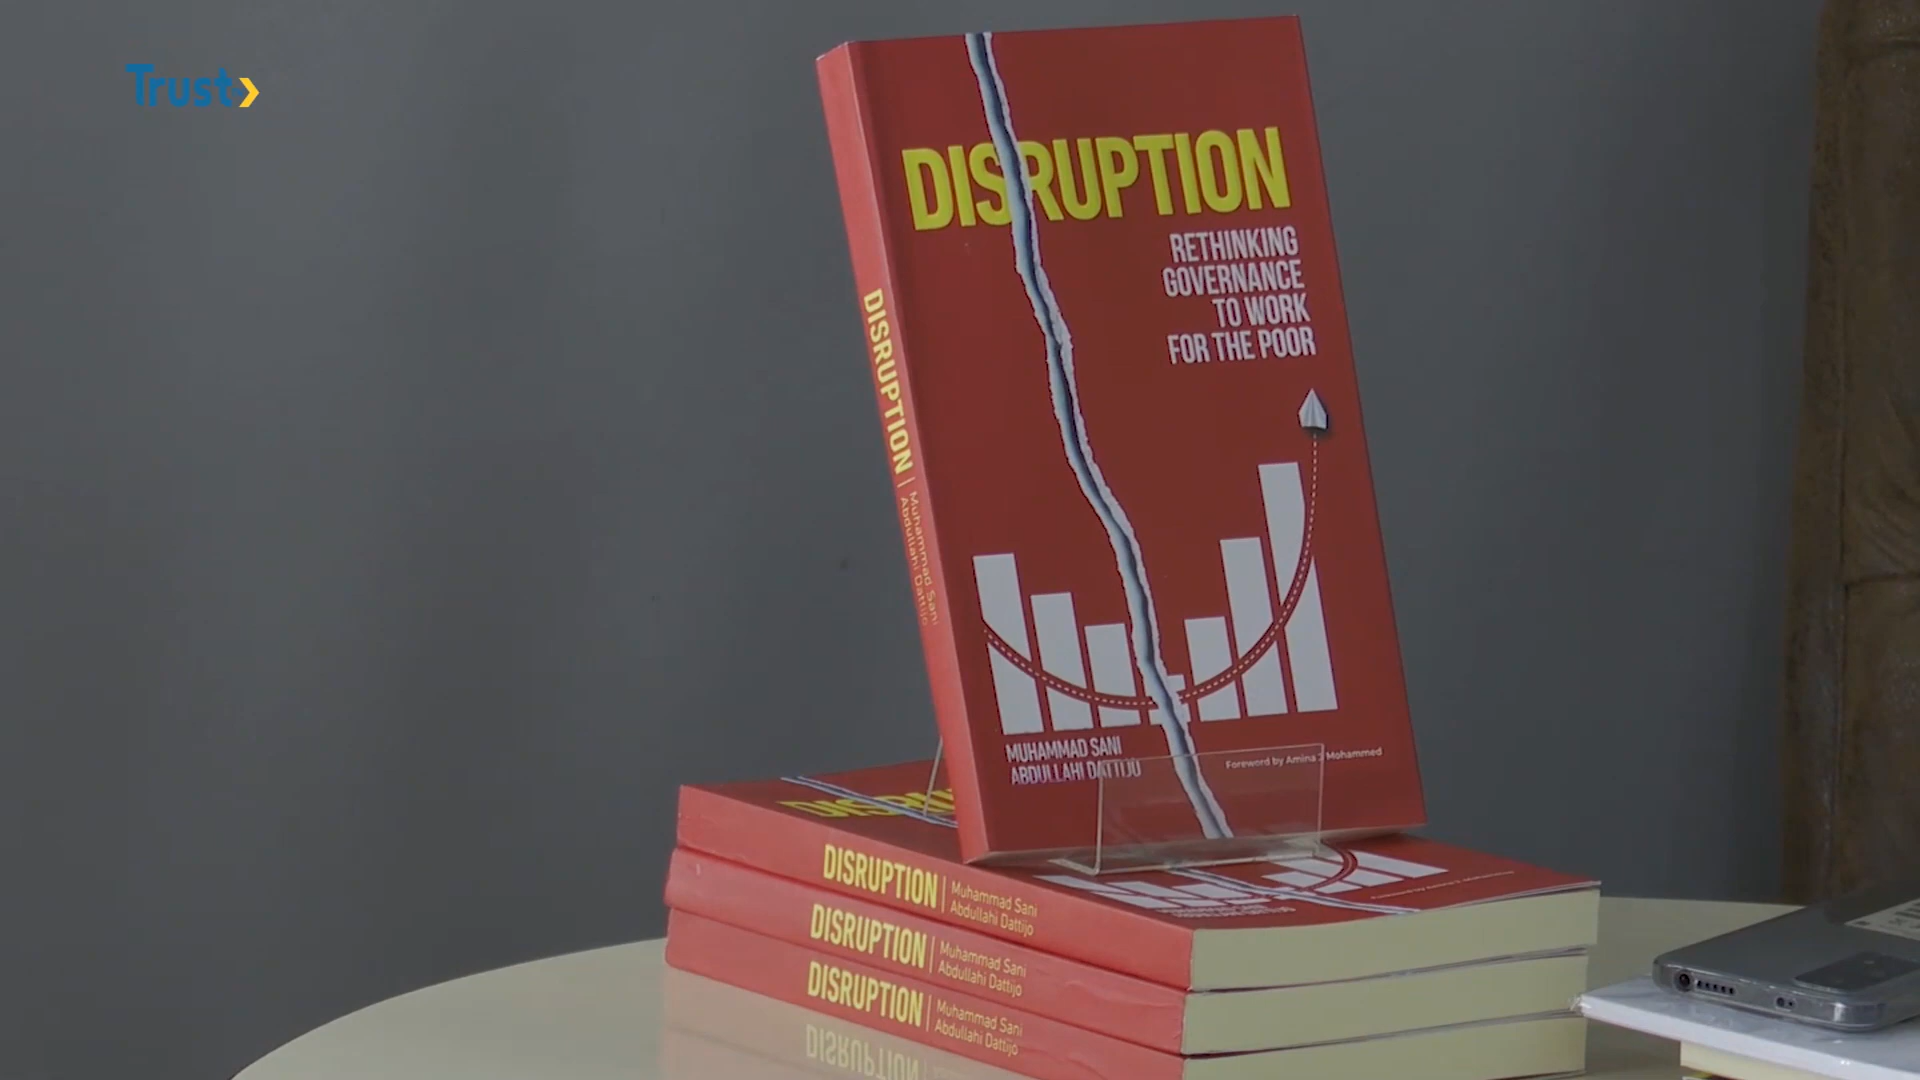 Trust
DISRUPTION
RETHINKING
GOVERNANCE
TO WORK
FOR THE POOR
MUHAMMAD SANI
ABDULLAHI DATTIJO
Foreword by Amina J Mohammed
DISRUPTION
Muhammad Sani
Abdullahi Dattijo
DISRUPTION
Muhammad Sani
Abdullahi Dattijo
DISRUPTION
Muhammad Sani
Abdullahi Dattijo
DISRUPTION
Muhammad Sani
Abdullahi Dattijo
DISRUPTION